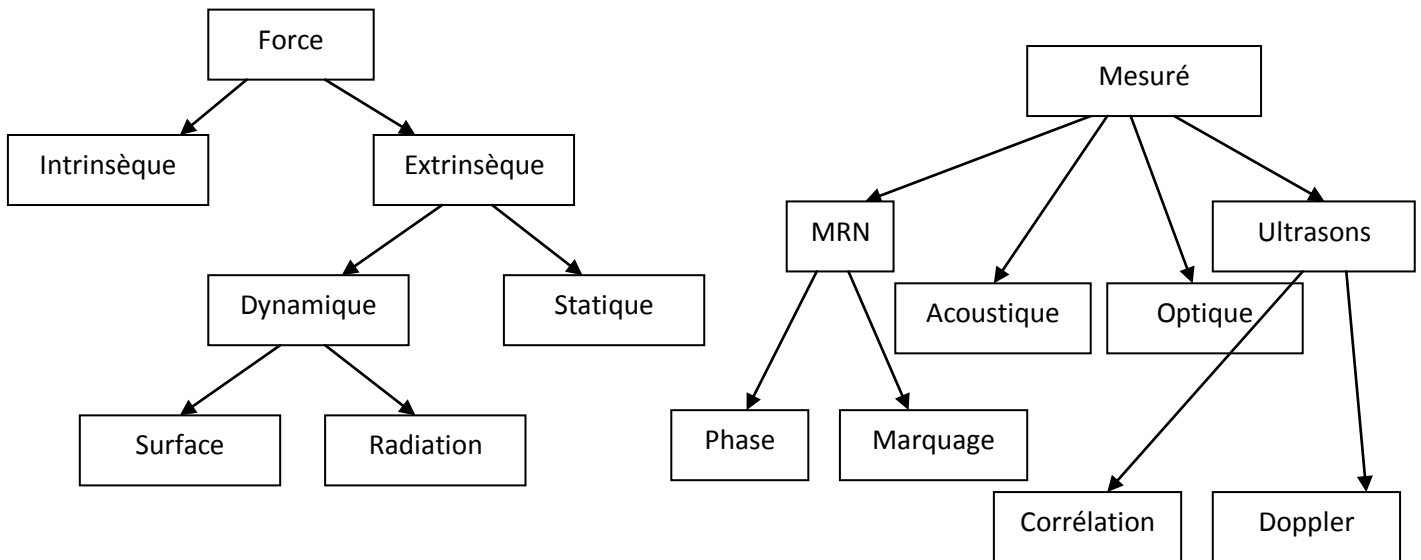 Force
Mesuré
Intrinsèque
Extrinsèque
MRN
Ultrasons
Dynamique
Statique
Acoustique
Optique
Surface
Radiation
Phase
Marquage
Corrélation
Doppler